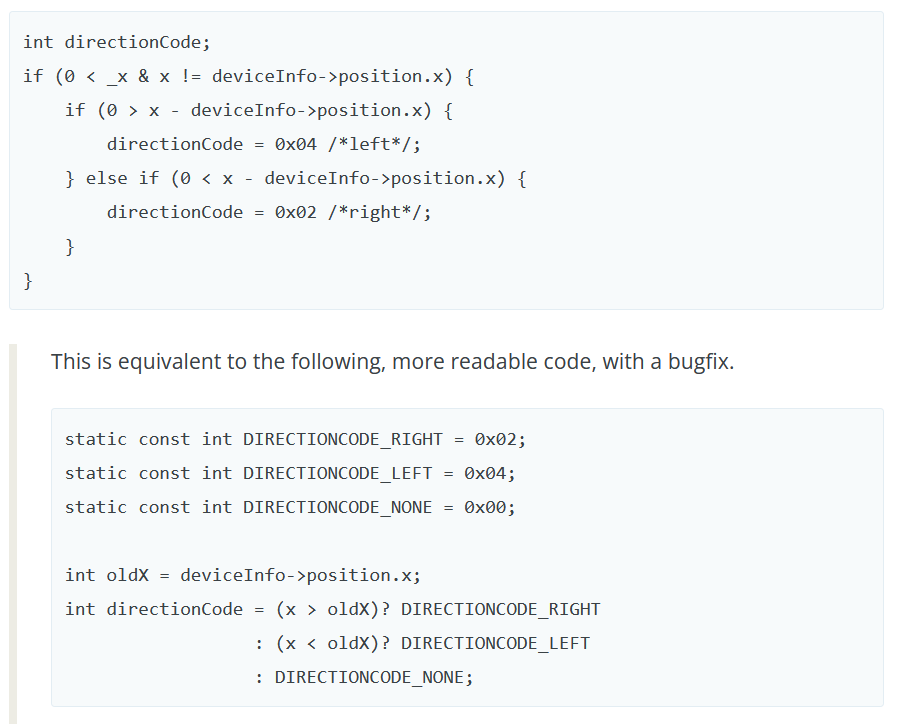 int directionCode;
if (0 < _x & x != deviceInfo->position.x) {
    if (0 > x - deviceInfo->position.x) {
        directionCode = 0x04 /*left*/;
    } else if (0 < x - deviceInfo->position.x) {
        directionCode = 0x02 /*right*/;
    }
}
This is equivalent to the following, more readable code, with a bugfix.
static const int DIRECTIONCODE_RIGHT = 0x02;
static const int DIRECTIONCODE_LEFT = 0x04;
static const int DIRECTIONCODE_NONE = 0x00;
int oldX = deviceInfo->position.x;
int directionCode = (x > oldX)? DIRECTIONCODE_RIGHT
                  : (x < oldX)? DIRECTIONCODE_LEFT
                  : DIRECTIONCODE_NONE;